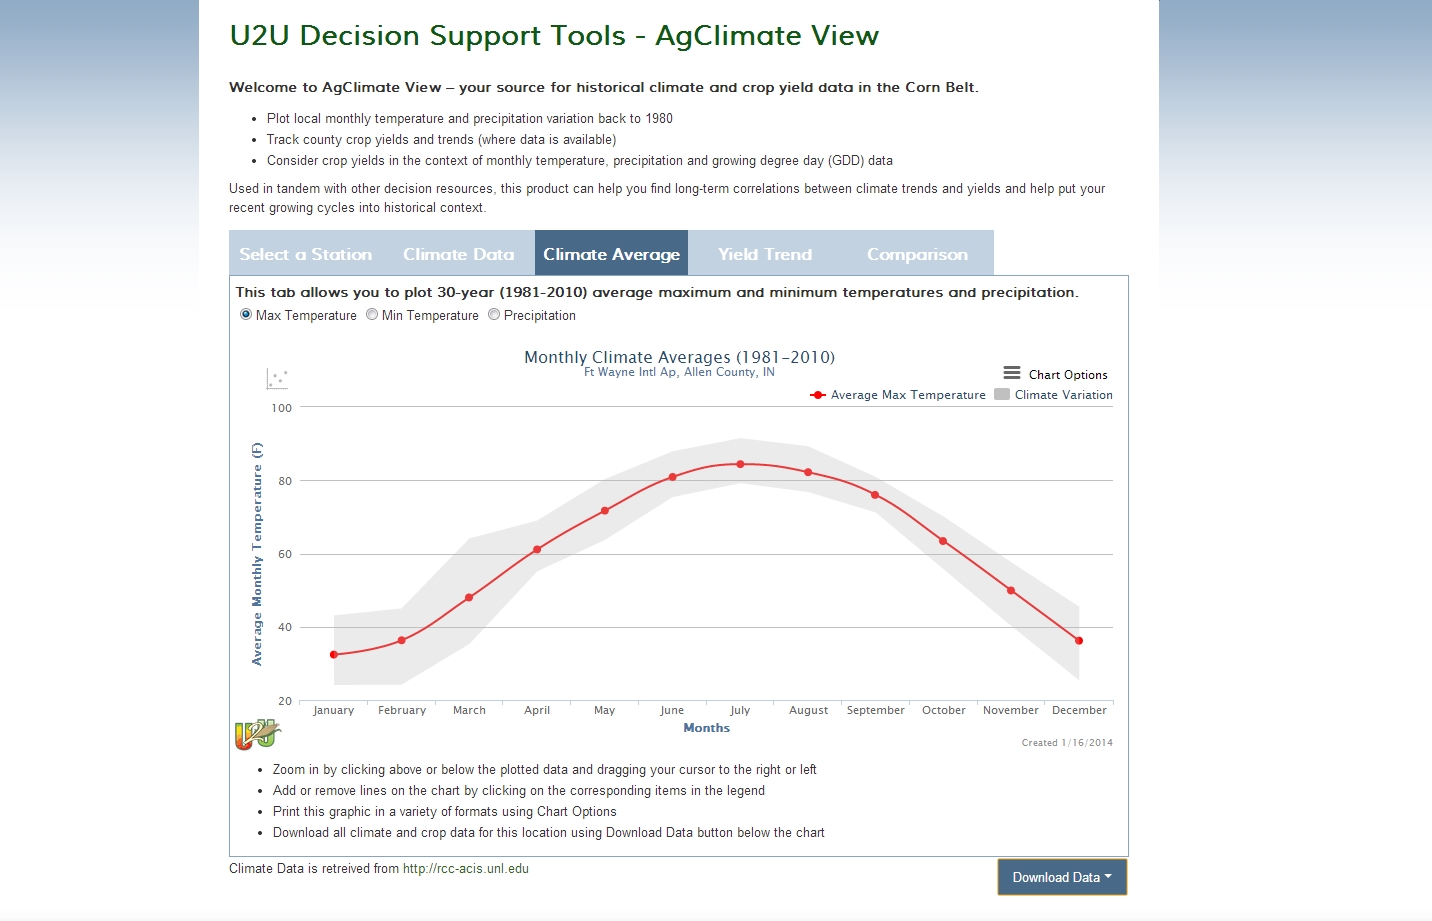 U2U Decision Support Tools - AgClimate View
Welcome to AgClimate View – your source for historical climate and crop yield data in the Corn Belt.
• Plot local monthly temperature and precipitation variation back to 1980
• Track county crop yields and trends (where data is available)
• Consider crop yields in the context of monthly temperature, precipitation and growing degree day (GDD) data
Used in tandem with other decision resources, this product can help you find long-term correlations between climate trends and yields and help put your
recent growing cycles into historical context.
Select a Station Climate Data Climate Average Yield Trend Comparison
This tab allows you to plot 30-year (1981-2010) average maximum and minimum temperatures and precipitation.
Max Temperature Min Temperature Precipitation
Monthly Climate Averages (1981-2010)
Ft Wayne Intl Ap, Allen County, IN
Chart Options
Average Max Temperature Climate Variation
Average Monthly Temperature (F)
100
80
60
40
20
January February March April May June July August September October November December
Months
U2U
Created 1/16/2014
• Zoom in by clicking above or below the plotted data and dragging your cursor to the right or left
• Add or remove lines on the chart by clicking on the corresponding items in the legend
• Print this graphic in a variety of formats using Chart Options
• Download all climate and crop data for this location using Download Data button below the chart
Climate Data is retreived from http://rcc-acis.unl.edu
Download Data